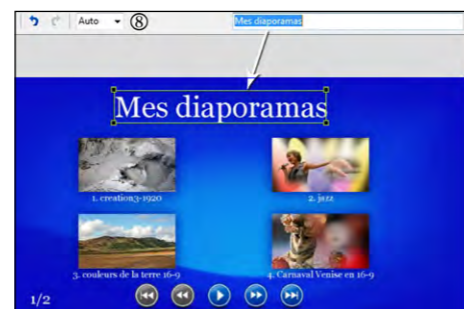 Auto ⑧ Mes diaporamas
Mes diaporamas
1. creation3-1920 2. jazz
3. couleurs de la terre 16-9 4. Carnaval Venise en 16-9
1/2